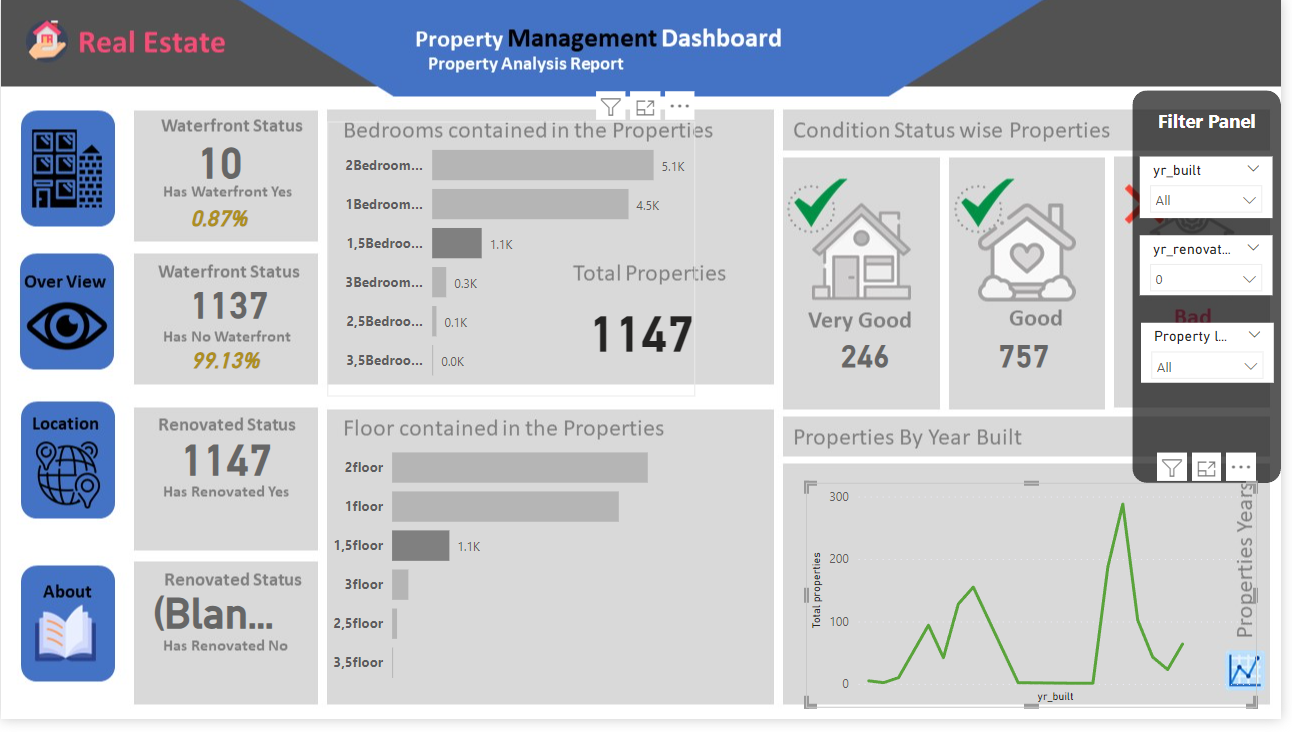 Real Estate
Property Management Dashboard
Property Analysis Report
Over View
Location
About
Waterfront Status
10
Has Waterfront Yes
0.87%
Waterfront Status
1137
Has No Waterfront
99.13%
Renovated Status
1147
Has Renovated Yes
Renovated Status
(Blan...
Has Renovated No
Bedrooms contained in the Properties
2Bedroom... 5.1K
1Bedroom... 4.5K
1,5Bedroo... 1.1K
3Bedroom... 0.3K
2,5Bedroo... 0.1K
3,5Bedroo... 0.0K
Total Properties
1147
Floor contained in the Properties
2floor
1floor
1,5floor 1.1K
3floor
2,5floor
3,5floor
Condition Status wise Properties
Very Good
246
Good
757
Bad
Filter Panel
yr_built
All
yr_renovat...
0
Property l...
All
Properties By Year Built
300
200
100
0
Total properties
yr_built
Properties Years